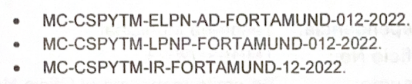 • MC-CSPYTM-ELPN-AD-FORTAMUND-012-2022.
• MC-CSPYTM-LPNP-FORTAMUND-012-2022.
• MC-CSPYTM-IR-FORTAMUND-12-2022.